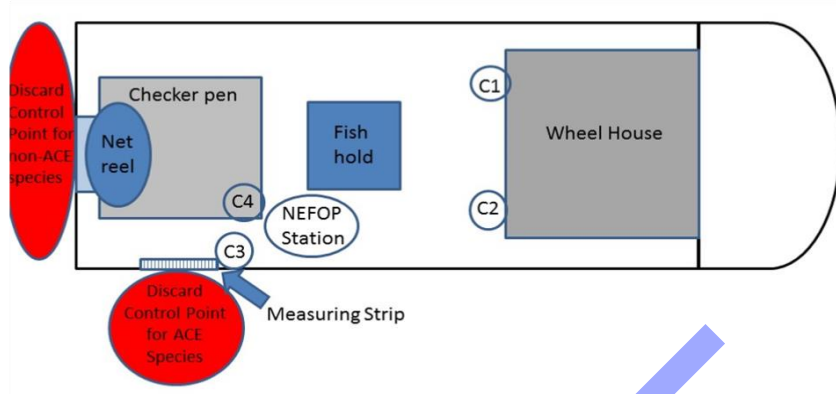 Discard
Control
Point for
non-ACE
species
Checker pen
Net
reel
C4
C3
NEFOP
Station
Fish
hold
C1
C2
Wheel House
Discard
Control Point
for ACE
Species
Measuring Strip